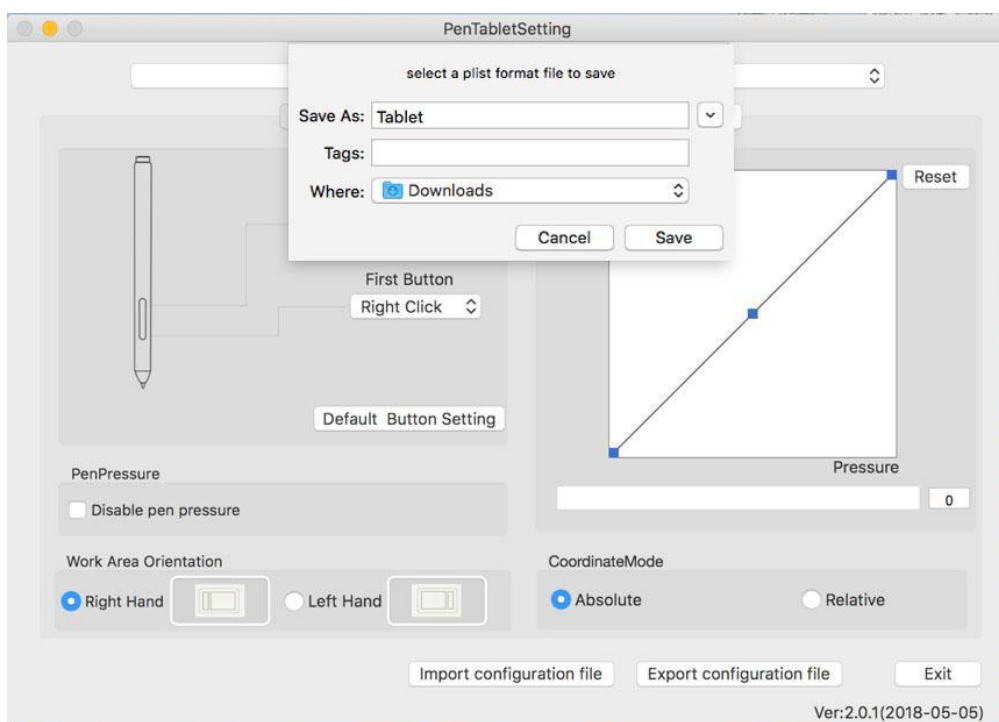 PenTabletSetting
select a plist format file to save
Save As: Tablet
Tags:
Where: Downloads
Cancel Save
Reset
First Button
Right Click
Default Button Setting
Pressure
0
PenPressure
Disable pen pressure
Work Area Orientation
Right Hand Left Hand
CoordinateMode
Absolute Relative
Import configuration file Export configuration file Exit
Ver:2.0.1(2018-05-05)